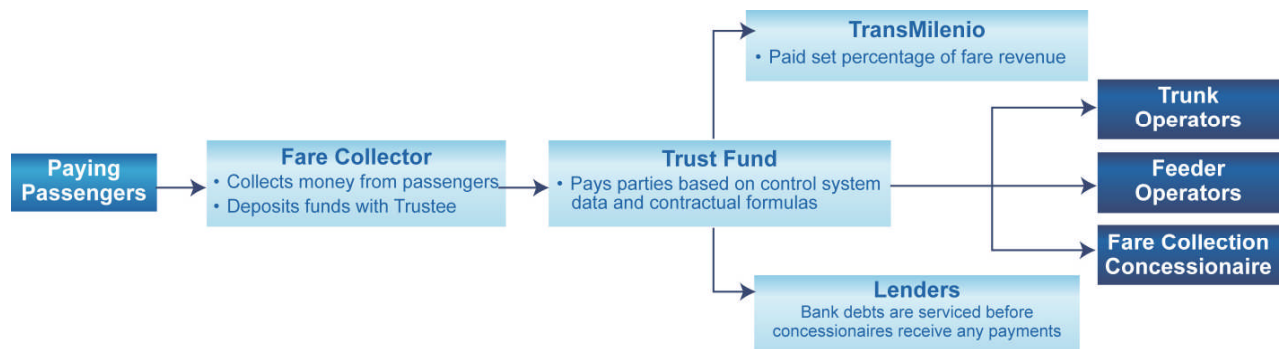 Paying
Passengers
Fare Collector
• Collects money from passengers
• Deposits funds with Trustee
Trust Fund
• Pays parties based on control system
data and contractual formulas
TransMilenio
• Paid set percentage of fare revenue
Lenders
Bank debts are serviced before
concessionaires receive any payments
Trunk
Operators
Feeder
Operators
Fare Collection
Concessionaire